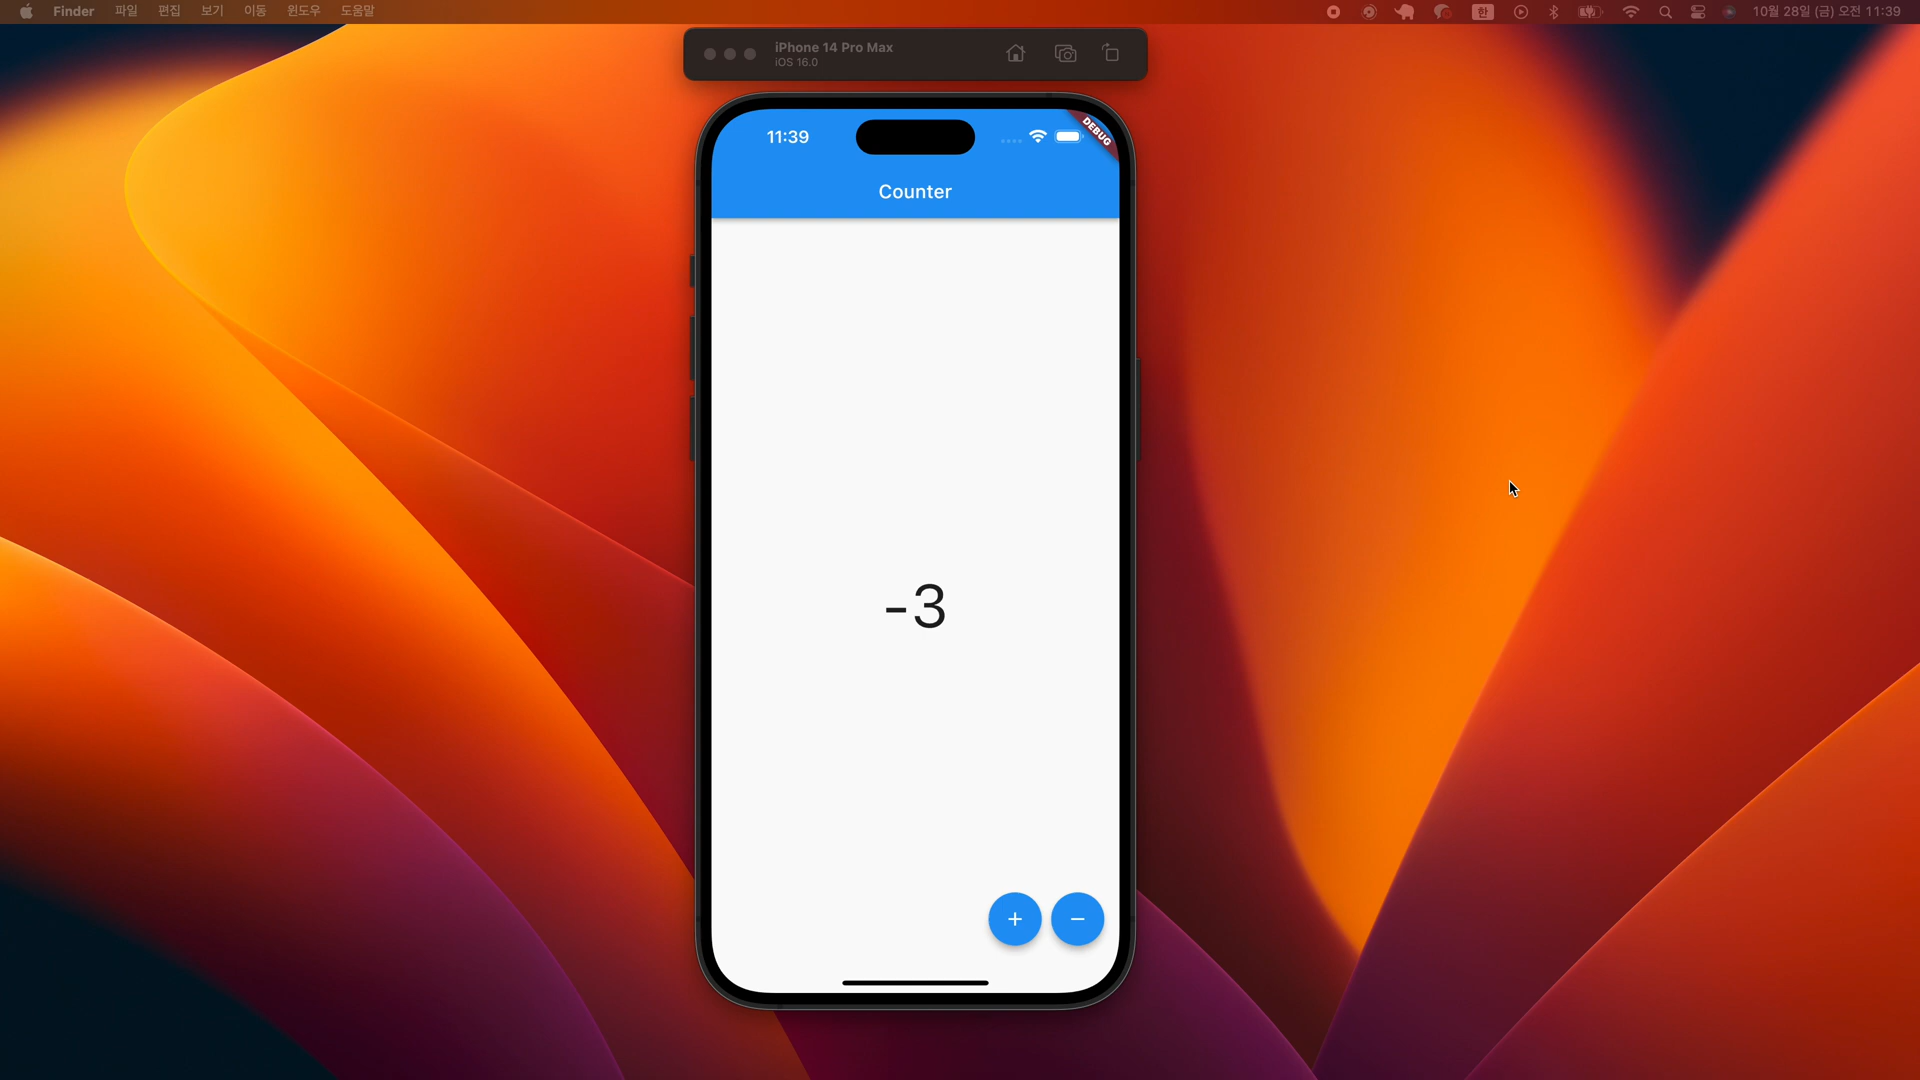 Finder 파일 편집 보기 이동 윈도우 도움말 한 10월 28일 (금) 오전 11:39
iPhone 14 Pro Max
iOS 16.0
11:39
DEBUG
Counter
-3
+ −